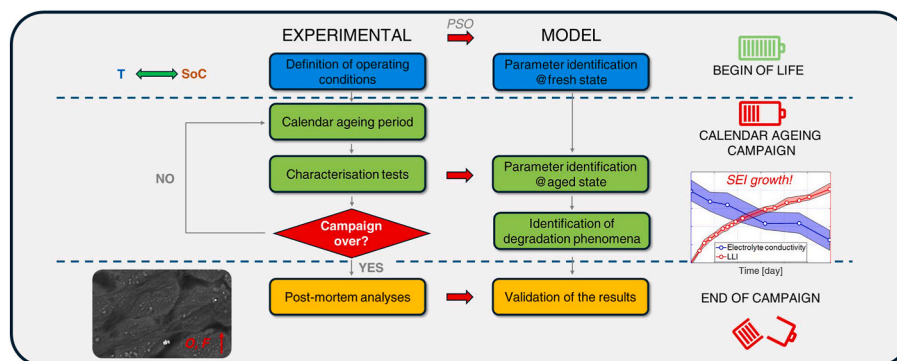 PSO
EXPERIMENTAL
MODEL
T
SoC
Definition of operating
conditions
Parameter identification
@fresh state
BEGIN OF LIFE
Calendar ageing period
CALENDAR AGEING
CAMPAIGN
NO
Characterisation tests
Parameter identification
@aged state
SEI growth!
Campaign
over?
Identification of
degradation phenomena
Electrolyte conductivity
LLI
Time [day]
YES
Post-mortem analyses
Validation of the results
END OF CAMPAIGN